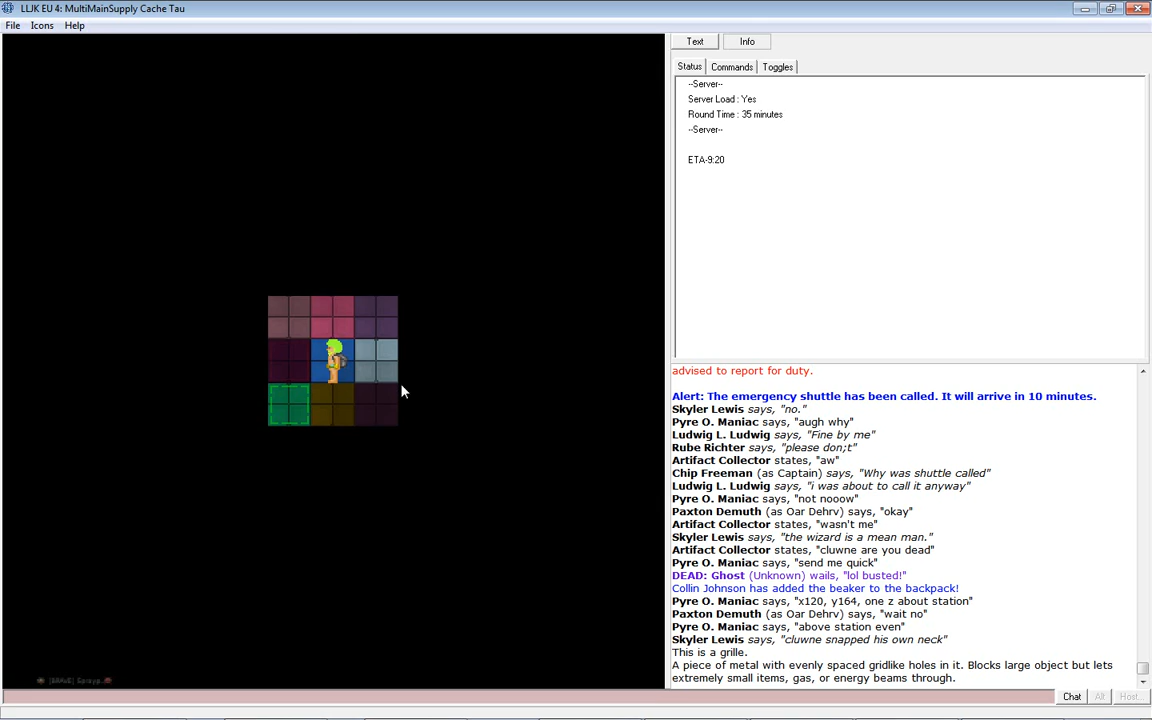 LLJK EU 4: MultiMainSupply Cache Tau
File Icons Help
Text Info
Status Commands Toggles
--Server--
Server Load : Yes
Round Time : 35 minutes
--Server--
ETA-9:20
advised to report for duty.
Alert: The emergency shuttle has been called. It will arrive in 10 minutes.
Skyler Lewis says, "no."
Pyre O. Maniac says, "augh why"
Ludwig L. Ludwig says, "Fine by me"
Rube Richter says, "please don;t"
Artifact Collector states, "aw"
Chip Freeman (as Captain) says, "Why was shuttle called"
Ludwig L. Ludwig says, "i was about to call it anyway"
Pyre O. Maniac says, "not nooow"
Paxton Demuth (as Oar Dehrv) says, "okay"
Artifact Collector states, "wasn't me"
Skyler Lewis says, "the wizard is a mean man."
Artifact Collector states, "cluwne are you dead"
Pyre O. Maniac says, "send me quick"
DEAD: Ghost (Unknown) wails, "lol busted!"
Collin Johnson has added the beaker to the backpack!
Pyre O. Maniac says, "x120, y164, one z about station"
Paxton Demuth (as Oar Dehrv) says, "wait no"
Pyre O. Maniac says, "above station even"
Skyler Lewis says, "cluwne snapped his own neck"
This is a grille.
A piece of metal with evenly spaced gridlike holes in it. Blocks large object but lets
extremely small items, gas, or energy beams through.
Chat Alt Host...